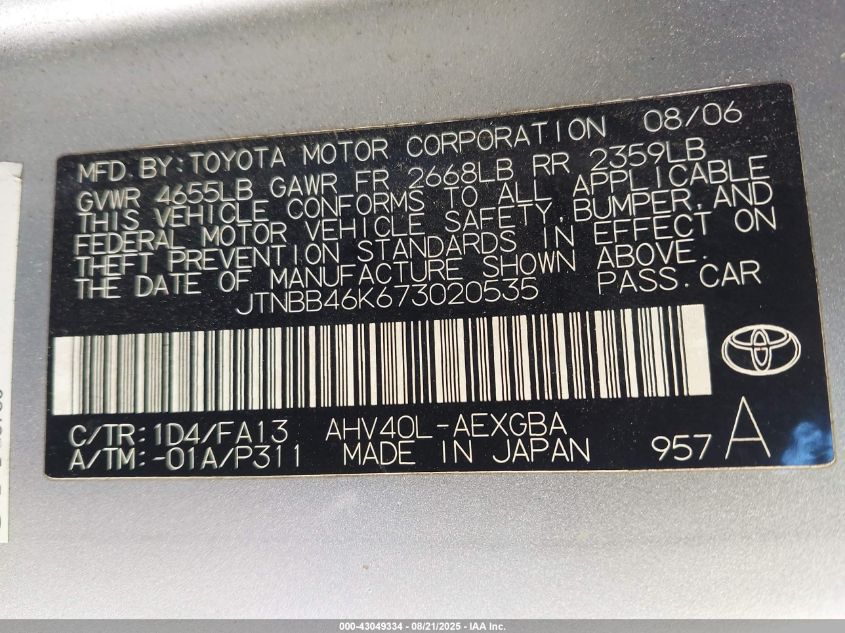 MFD. BY: TOYOTA MOTOR CORPORATION 08/06
GVWR 4655LB GAWR FR 2668LB RR 2359LB
THIS VEHICLE CONFORMS TO ALL APPLICABLE
FEDERAL MOTOR VEHICLE SAFETY, BUMPER, AND
THEFT PREVENTION STANDARDS IN EFFECT ON
THE DATE OF MANUFACTURE SHOWN ABOVE.
JTNBB46K673020535 PASS. CAR
C/TR: 1D4/FA13 AHV40L-AEXGBA
A/TM: -01A/P311 MADE IN JAPAN 957 A
000-43049334 - 08/21/2025 - IAA Inc.